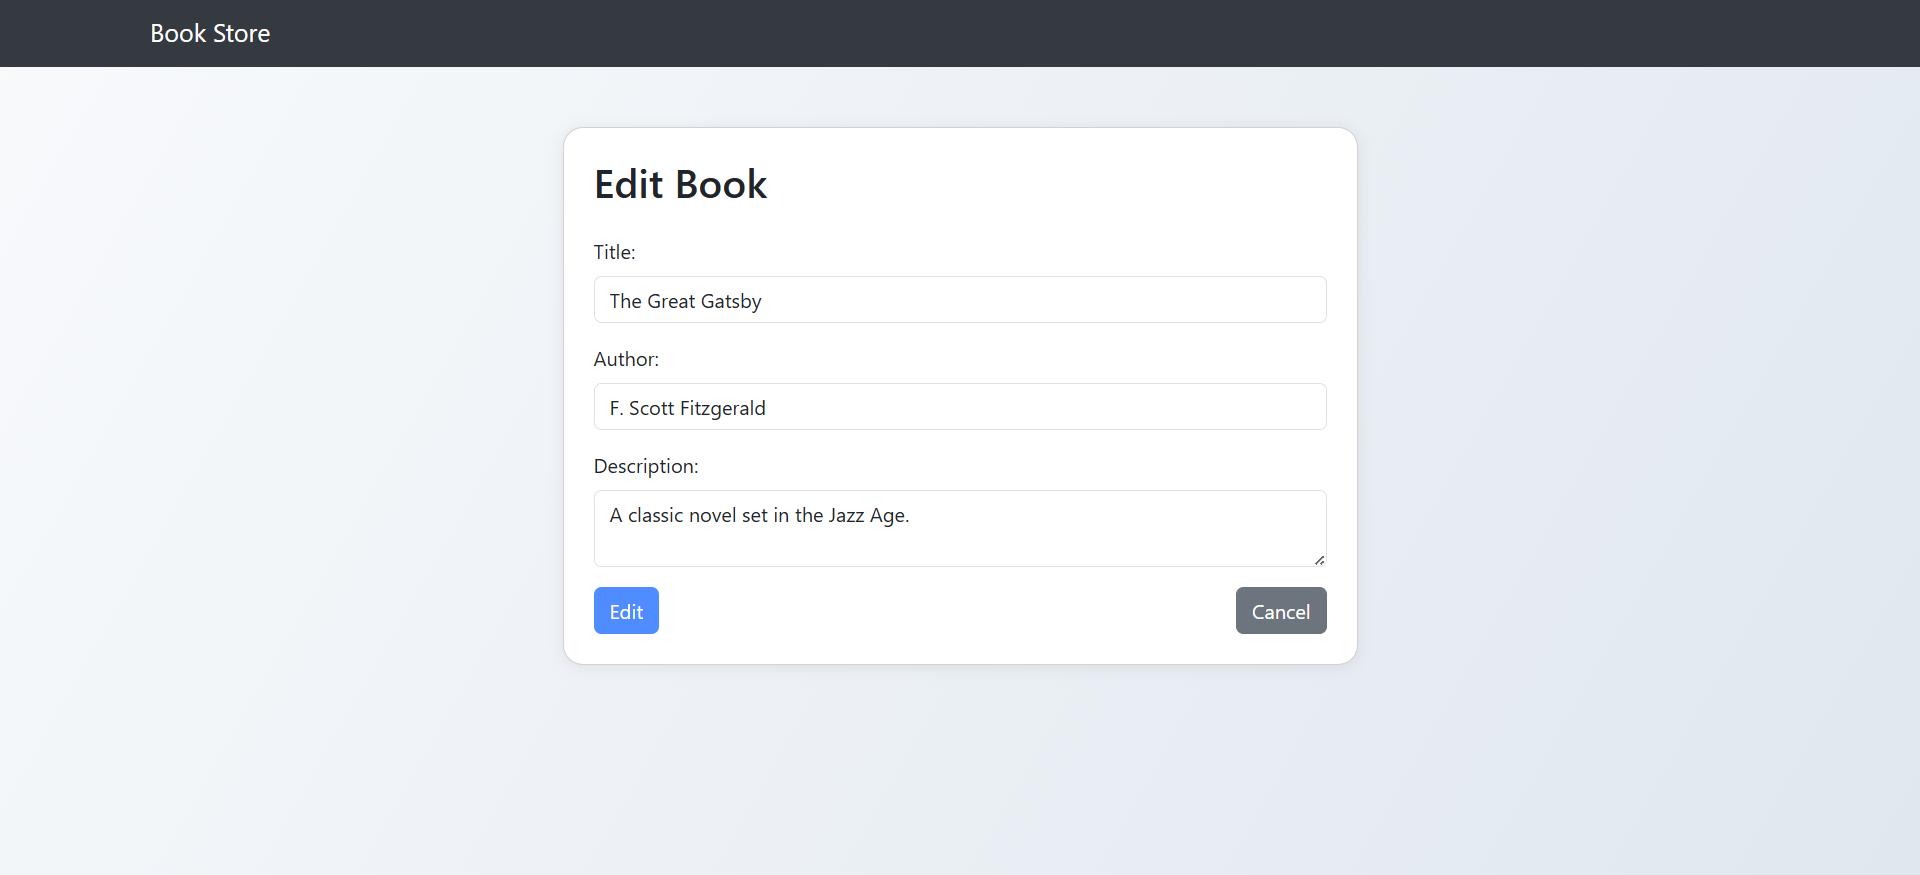 Book Store
Edit Book
Title:
The Great Gatsby
Author:
F. Scott Fitzgerald
Description:
A classic novel set in the Jazz Age.
Edit
Cancel